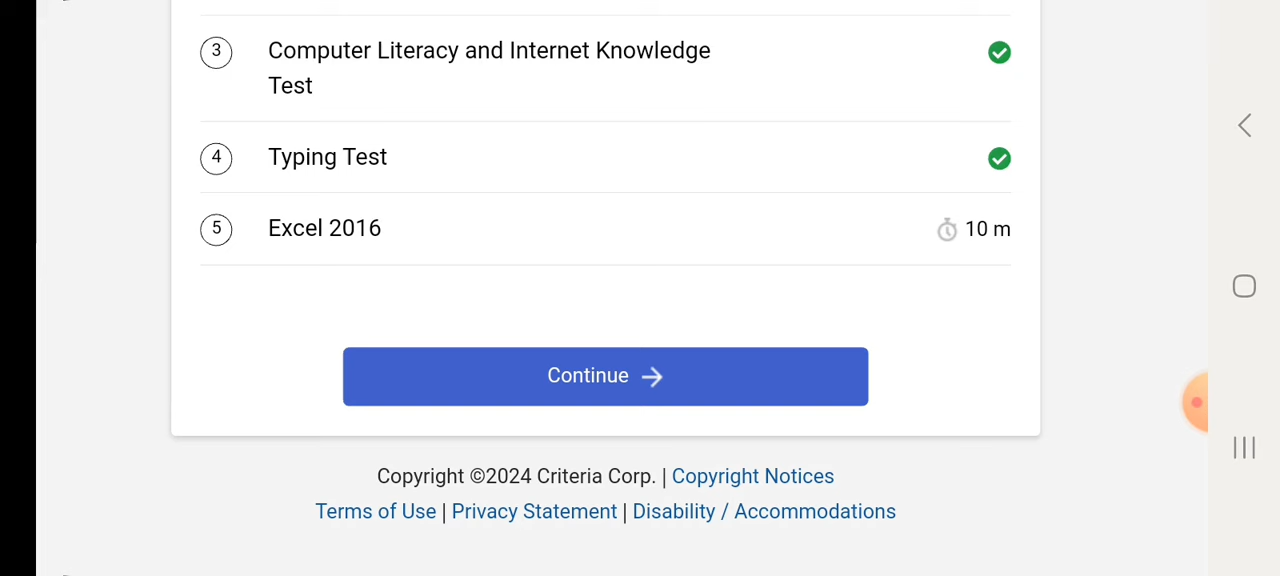 3 Computer Literacy and Internet Knowledge
Test
4 Typing Test
5 Excel 2016 10 m
Continue →
Copyright ©2024 Criteria Corp. | Copyright Notices
Terms of Use | Privacy Statement | Disability / Accommodations